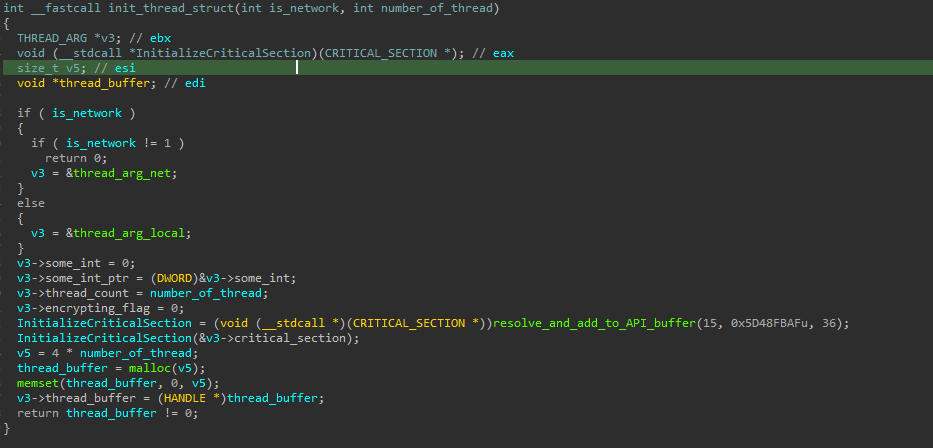 int __fastcall init_thread_struct(int is_network, int number_of_thread)
{
  THREAD_ARG *v3; // ebx
  void (__stdcall *InitializeCriticalSection)(CRITICAL_SECTION *); // eax
  size_t v5; // esi
  void *thread_buffer; // edi

  if ( is_network )
  {
    if ( is_network != 1 )
      return 0;
    v3 = &thread_arg_net;
  }
  else
  {
    v3 = &thread_arg_local;
  }
  v3->some_int = 0;
  v3->some_int_ptr = (DWORD)&v3->some_int;
  v3->thread_count = number_of_thread;
  v3->encrypting_flag = 0;
  InitializeCriticalSection = (void (__stdcall *)(CRITICAL_SECTION *))resolve_and_add_to_API_buffer(15, 0x5D48FBAFu, 36);
  InitializeCriticalSection(&v3->critical_section);
  v5 = 4 * number_of_thread;
  thread_buffer = malloc(v5);
  memset(thread_buffer, 0, v5);
  v3->thread_buffer = (HANDLE *)thread_buffer;
  return thread_buffer != 0;
}